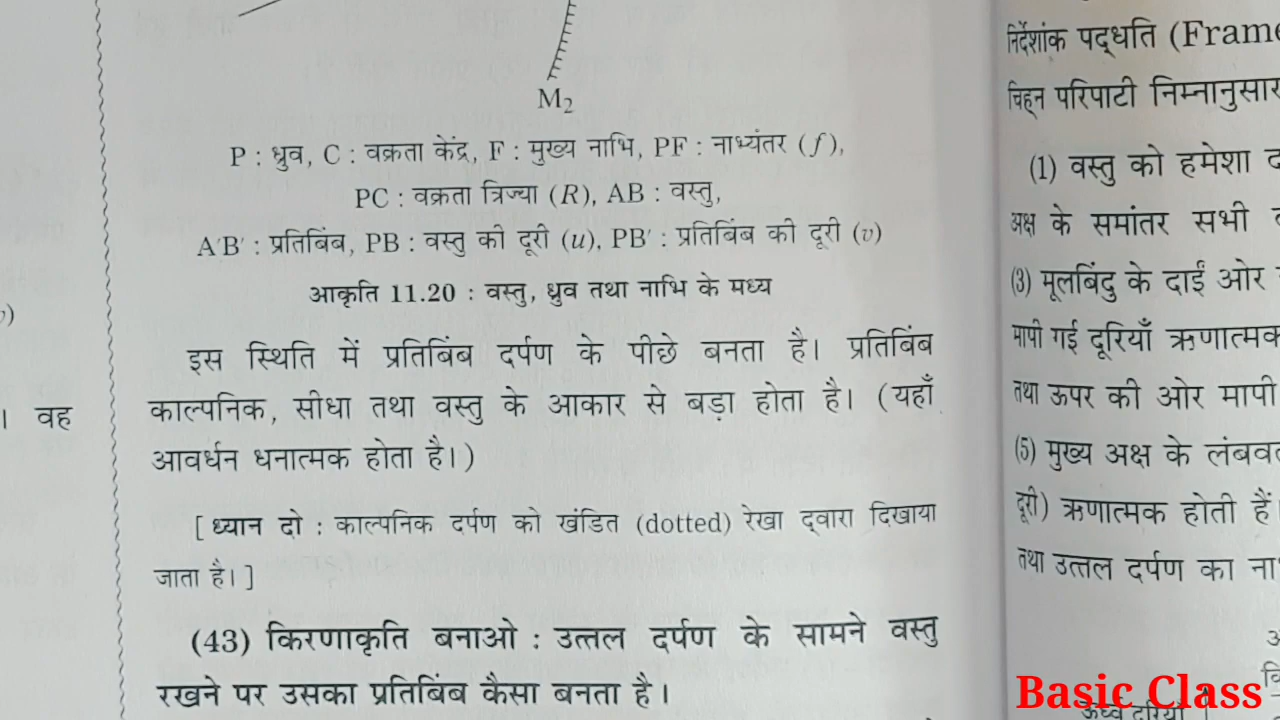 M₂
P : ध्रुव, C : वक्रता केंद्र, F : मुख्य नाभि, PF : नाभ्यंतर (f),
PC : वक्रता त्रिज्या (R), AB : वस्तु,
A′B′ : प्रतिबिंब, PB : वस्तु की दूरी (u), PB′ : प्रतिबिंब की दूरी (v)
आकृति 11.20 : वस्तु, ध्रुव तथा नाभि के मध्य
इस स्थिति में प्रतिबिंब दर्पण के पीछे बनता है। प्रतिबिंब
काल्पनिक, सीधा तथा वस्तु के आकार से बड़ा होता है। (यहाँ
आवर्धन धनात्मक होता है।)
[ध्यान दो : काल्पनिक दर्पण को खंडित (dotted) रेखा द्वारा दिखाया
जाता है।]
(43) किरणाकृति बनाओ : उत्तल दर्पण के सामने वस्तु
रखने पर उसका प्रतिबिंब कैसा बनता है।
। वह
निर्देशांक पद्धति (Frame
चिह्न परिपाटी निम्नानुसार
(1) वस्तु को हमेशा
अक्ष के समांतर सभी
(3) मूलबिंदु के दाईं ओर
मापी गई दूरियाँ ऋणात्मक
तथा ऊपर की ओर मापी
(5) मुख्य अक्ष के लंबवत
दूरी) ऋणात्मक होती हैं
तथा उत्तल दर्पण का
Basic Class